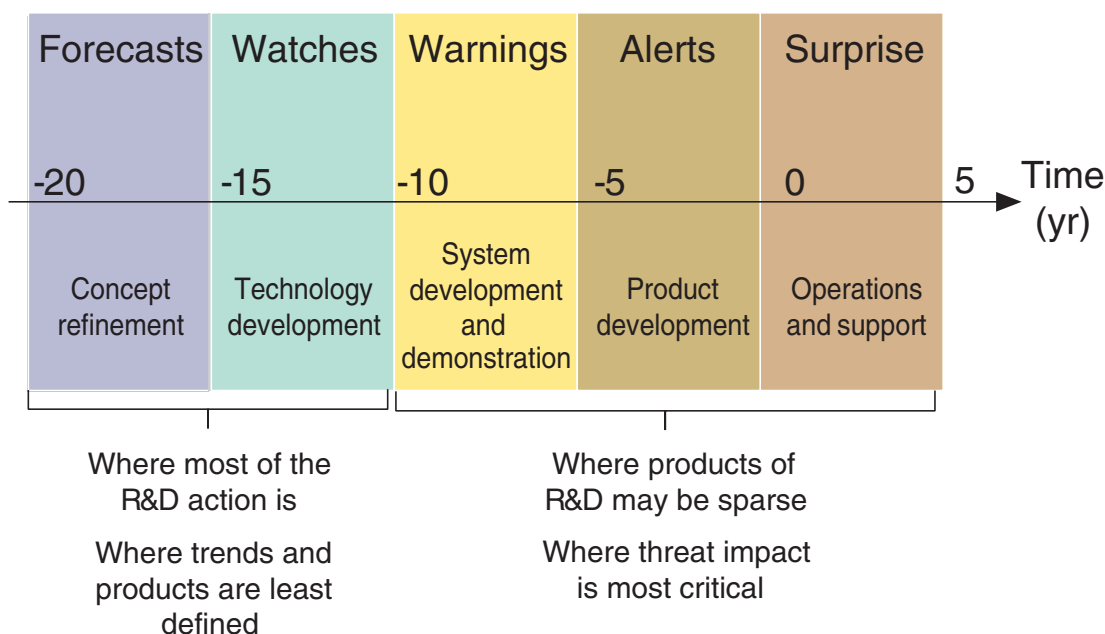 Forecasts Watches Warnings Alerts Surprise
-20 -15 -10 -5 0 5 Time
(yr)
Concept
refinement
Technology
development
System
development
and
demonstration
Product
development
Operations
and support
Where most of the
R&D action is
Where trends and
products are least
defined
Where products of
R&D may be sparse
Where threat impact
is most critical